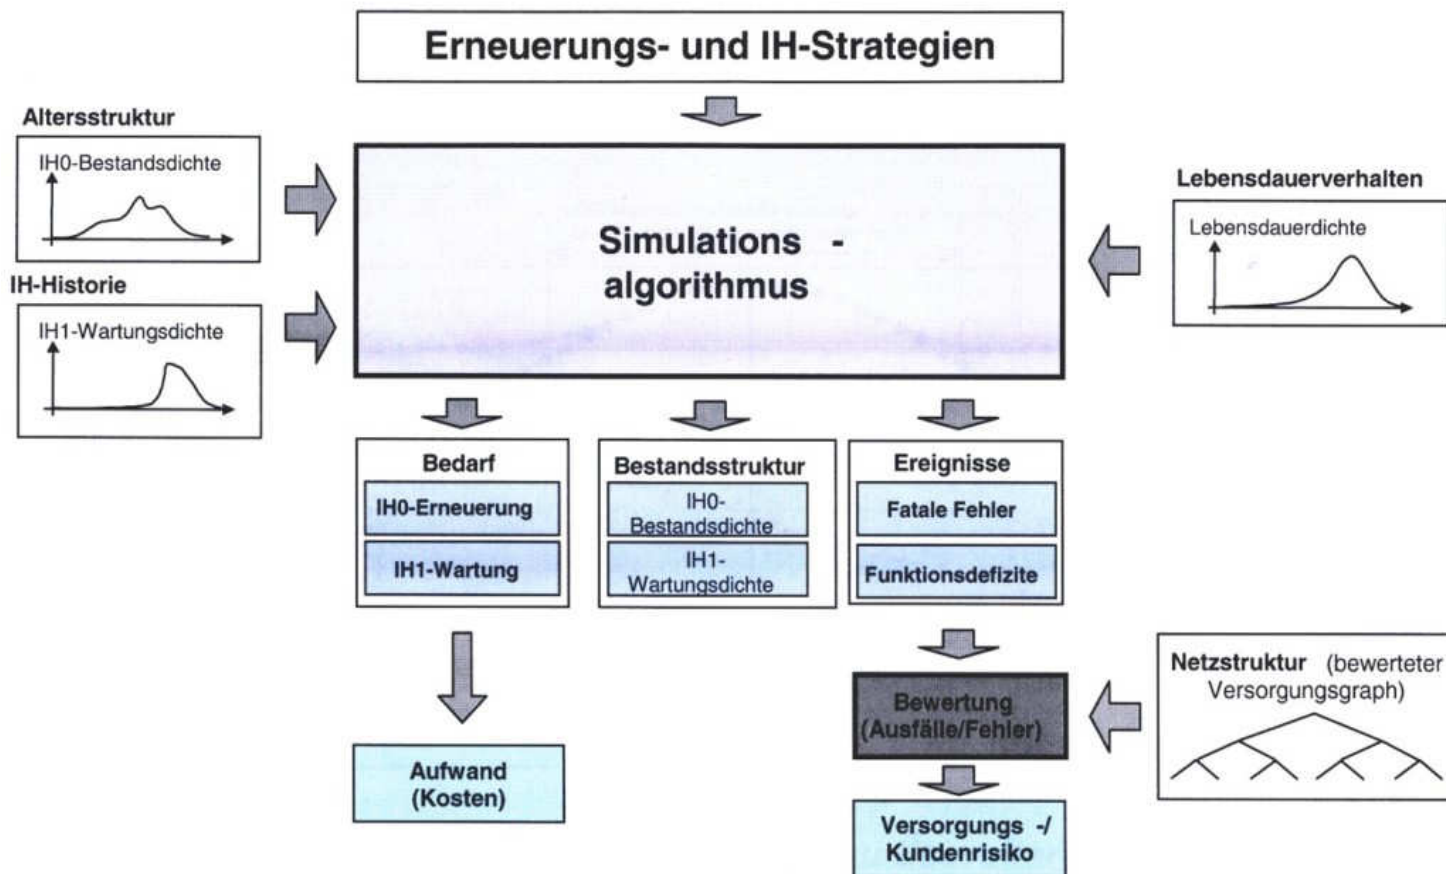 Erneuerungs- und IH-Strategien
Altersstruktur
IH0-Bestandsdichte
IH-Historie
IH1-Wartungsdichte
Simulations -
algorithmus
Lebensdauerverhalten
Lebensdauerdichte
Bedarf
IH0-Erneuerung
IH1-Wartung
Bestandsstruktur
IH0-
Bestandsdichte
IH1-
Wartungsdichte
Ereignisse
Fatale Fehler
Funktionsdefizite
Aufwand
(Kosten)
Bewertung
(Ausfälle/Fehler)
Netzstruktur (bewerteter
Versorgungsgraph)
Versorgungs -/
Kundenrisiko